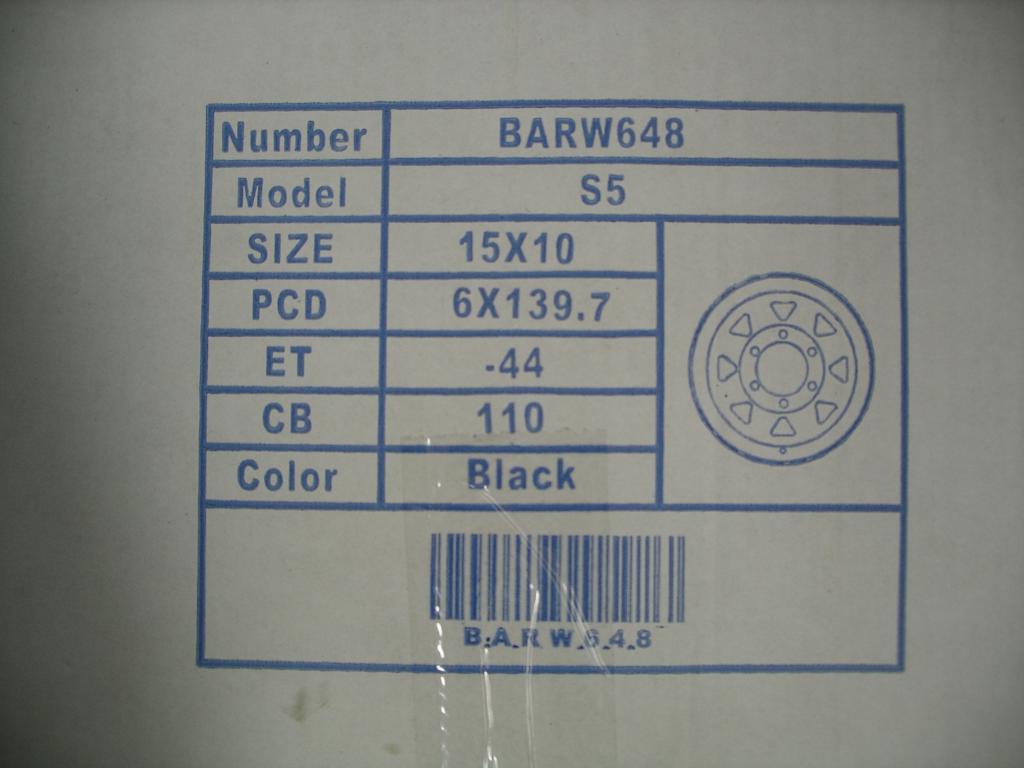 Number BARW648
Model S5
SIZE 15X10
PCD 6X139.7
ET -44
CB 110
Color Black
B.A.R.W.6.4.8